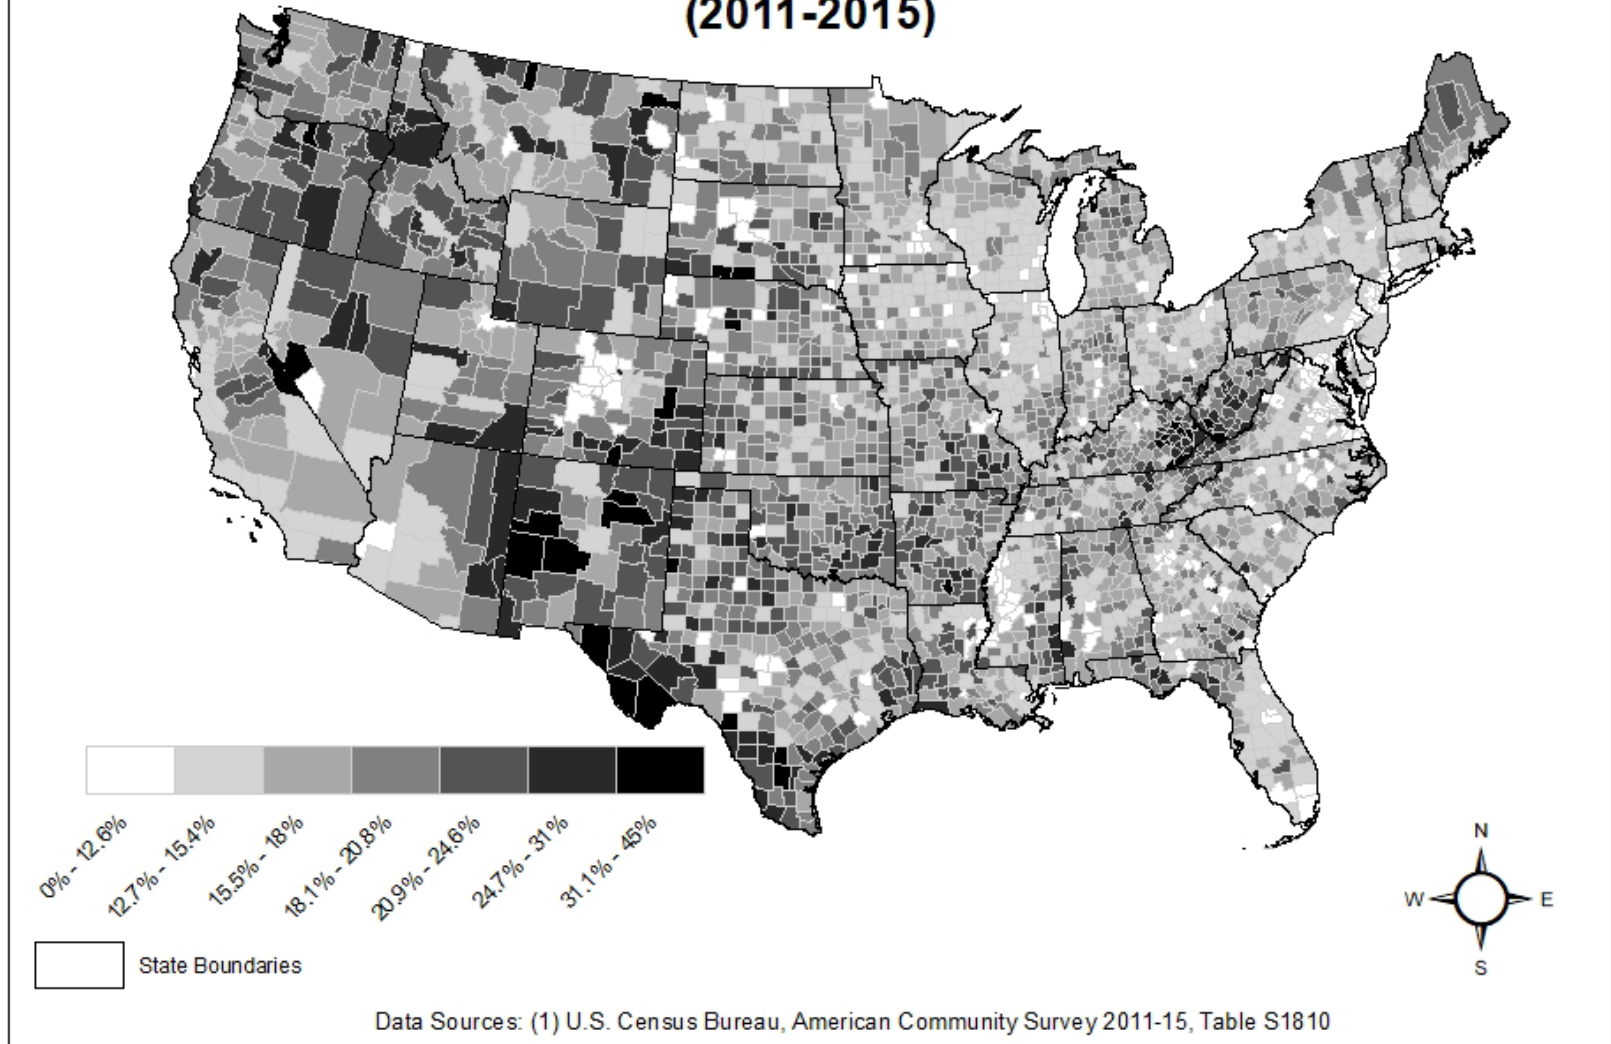 (2011-2015)
0% - 12.6%
12.7% - 15.4%
15.5% - 18%
18.1% - 20.8%
20.9% - 24.6%
24.7% - 31%
31.1% - 45%
State Boundaries
N
W E
S
Data Sources: (1) U.S. Census Bureau, American Community Survey 2011-15, Table S1810